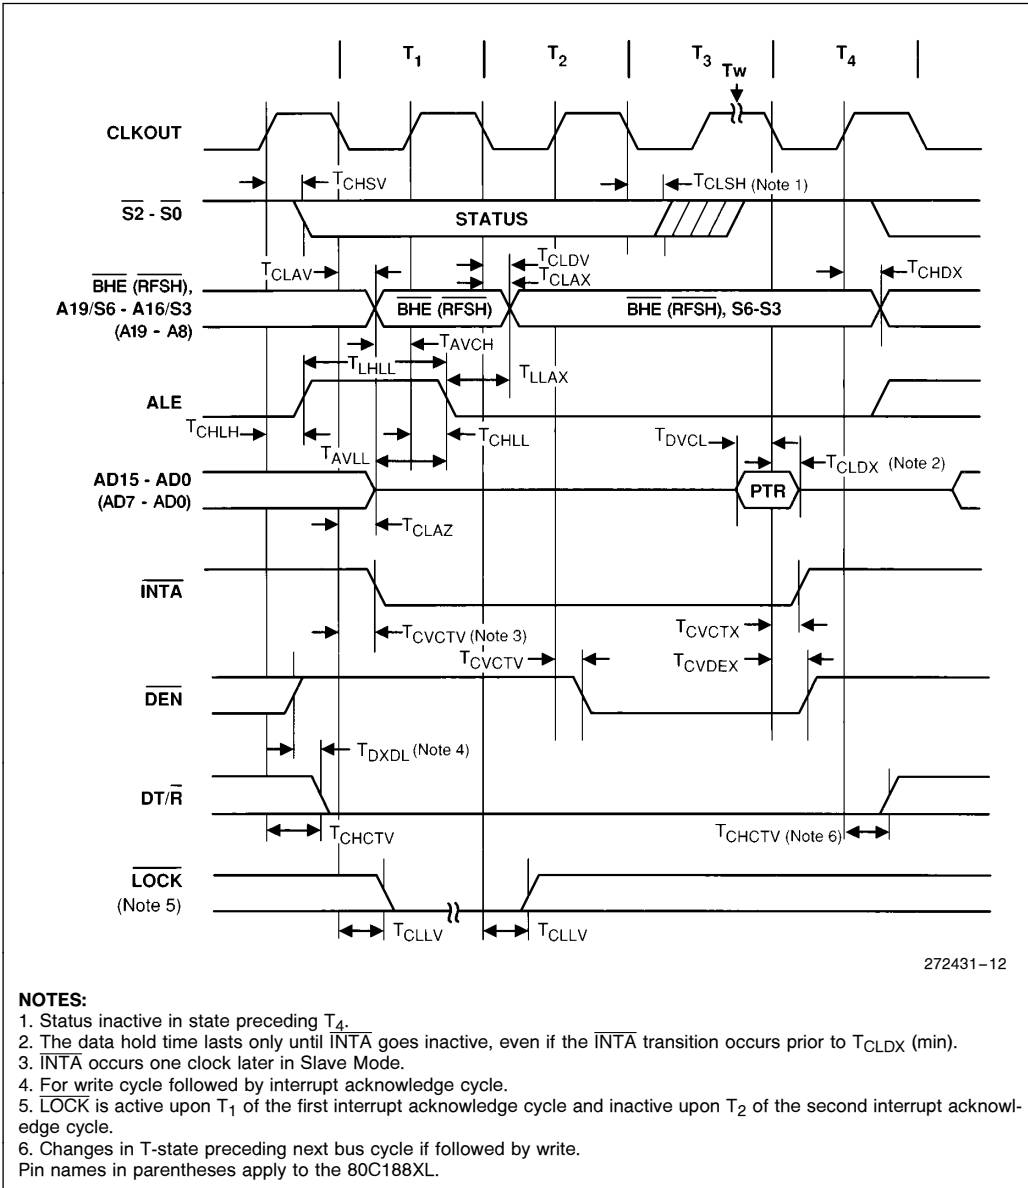 T1 T2 T3 T4
TW
CLKOUT
TCHSV TCLSH (Note 1)
S2 - S0 STATUS
TCLDV
TCLAV TCLAX TCHDX
BHE (RFSH),
A19/S6 - A16/S3 BHE (RFSH) BHE (RFSH), S6-S3
(A19 - A8)
TAVCH
TLHLL TLLAX
ALE
TCHLH TCHLL TDVCL
TAVLL TCLDX (Note 2)
AD15 - AD0 PTR
(AD7 - AD0)
TCLAZ
INTA
TCVCTV (Note 3) TCVCTX
TCVCTV TCVDEX
DEN
TDXDL (Note 4)
DT/R
TCHCTV TCHCTV (Note 6)
LOCK
(Note 5)
TCLLV TCLLV
272431–12
NOTES:
1. Status inactive in state preceding T4.
2. The data hold time lasts only until INTA goes inactive, even if the INTA transition occurs prior to TCLDX (min).
3. INTA occurs one clock later in Slave Mode.
4. For write cycle followed by interrupt acknowledge cycle.
5. LOCK is active upon T1 of the first interrupt acknowledge cycle and inactive upon T2 of the second interrupt acknowl-
edge cycle.
6. Changes in T-state preceding next bus cycle if followed by write.
Pin names in parentheses apply to the 80C188XL.